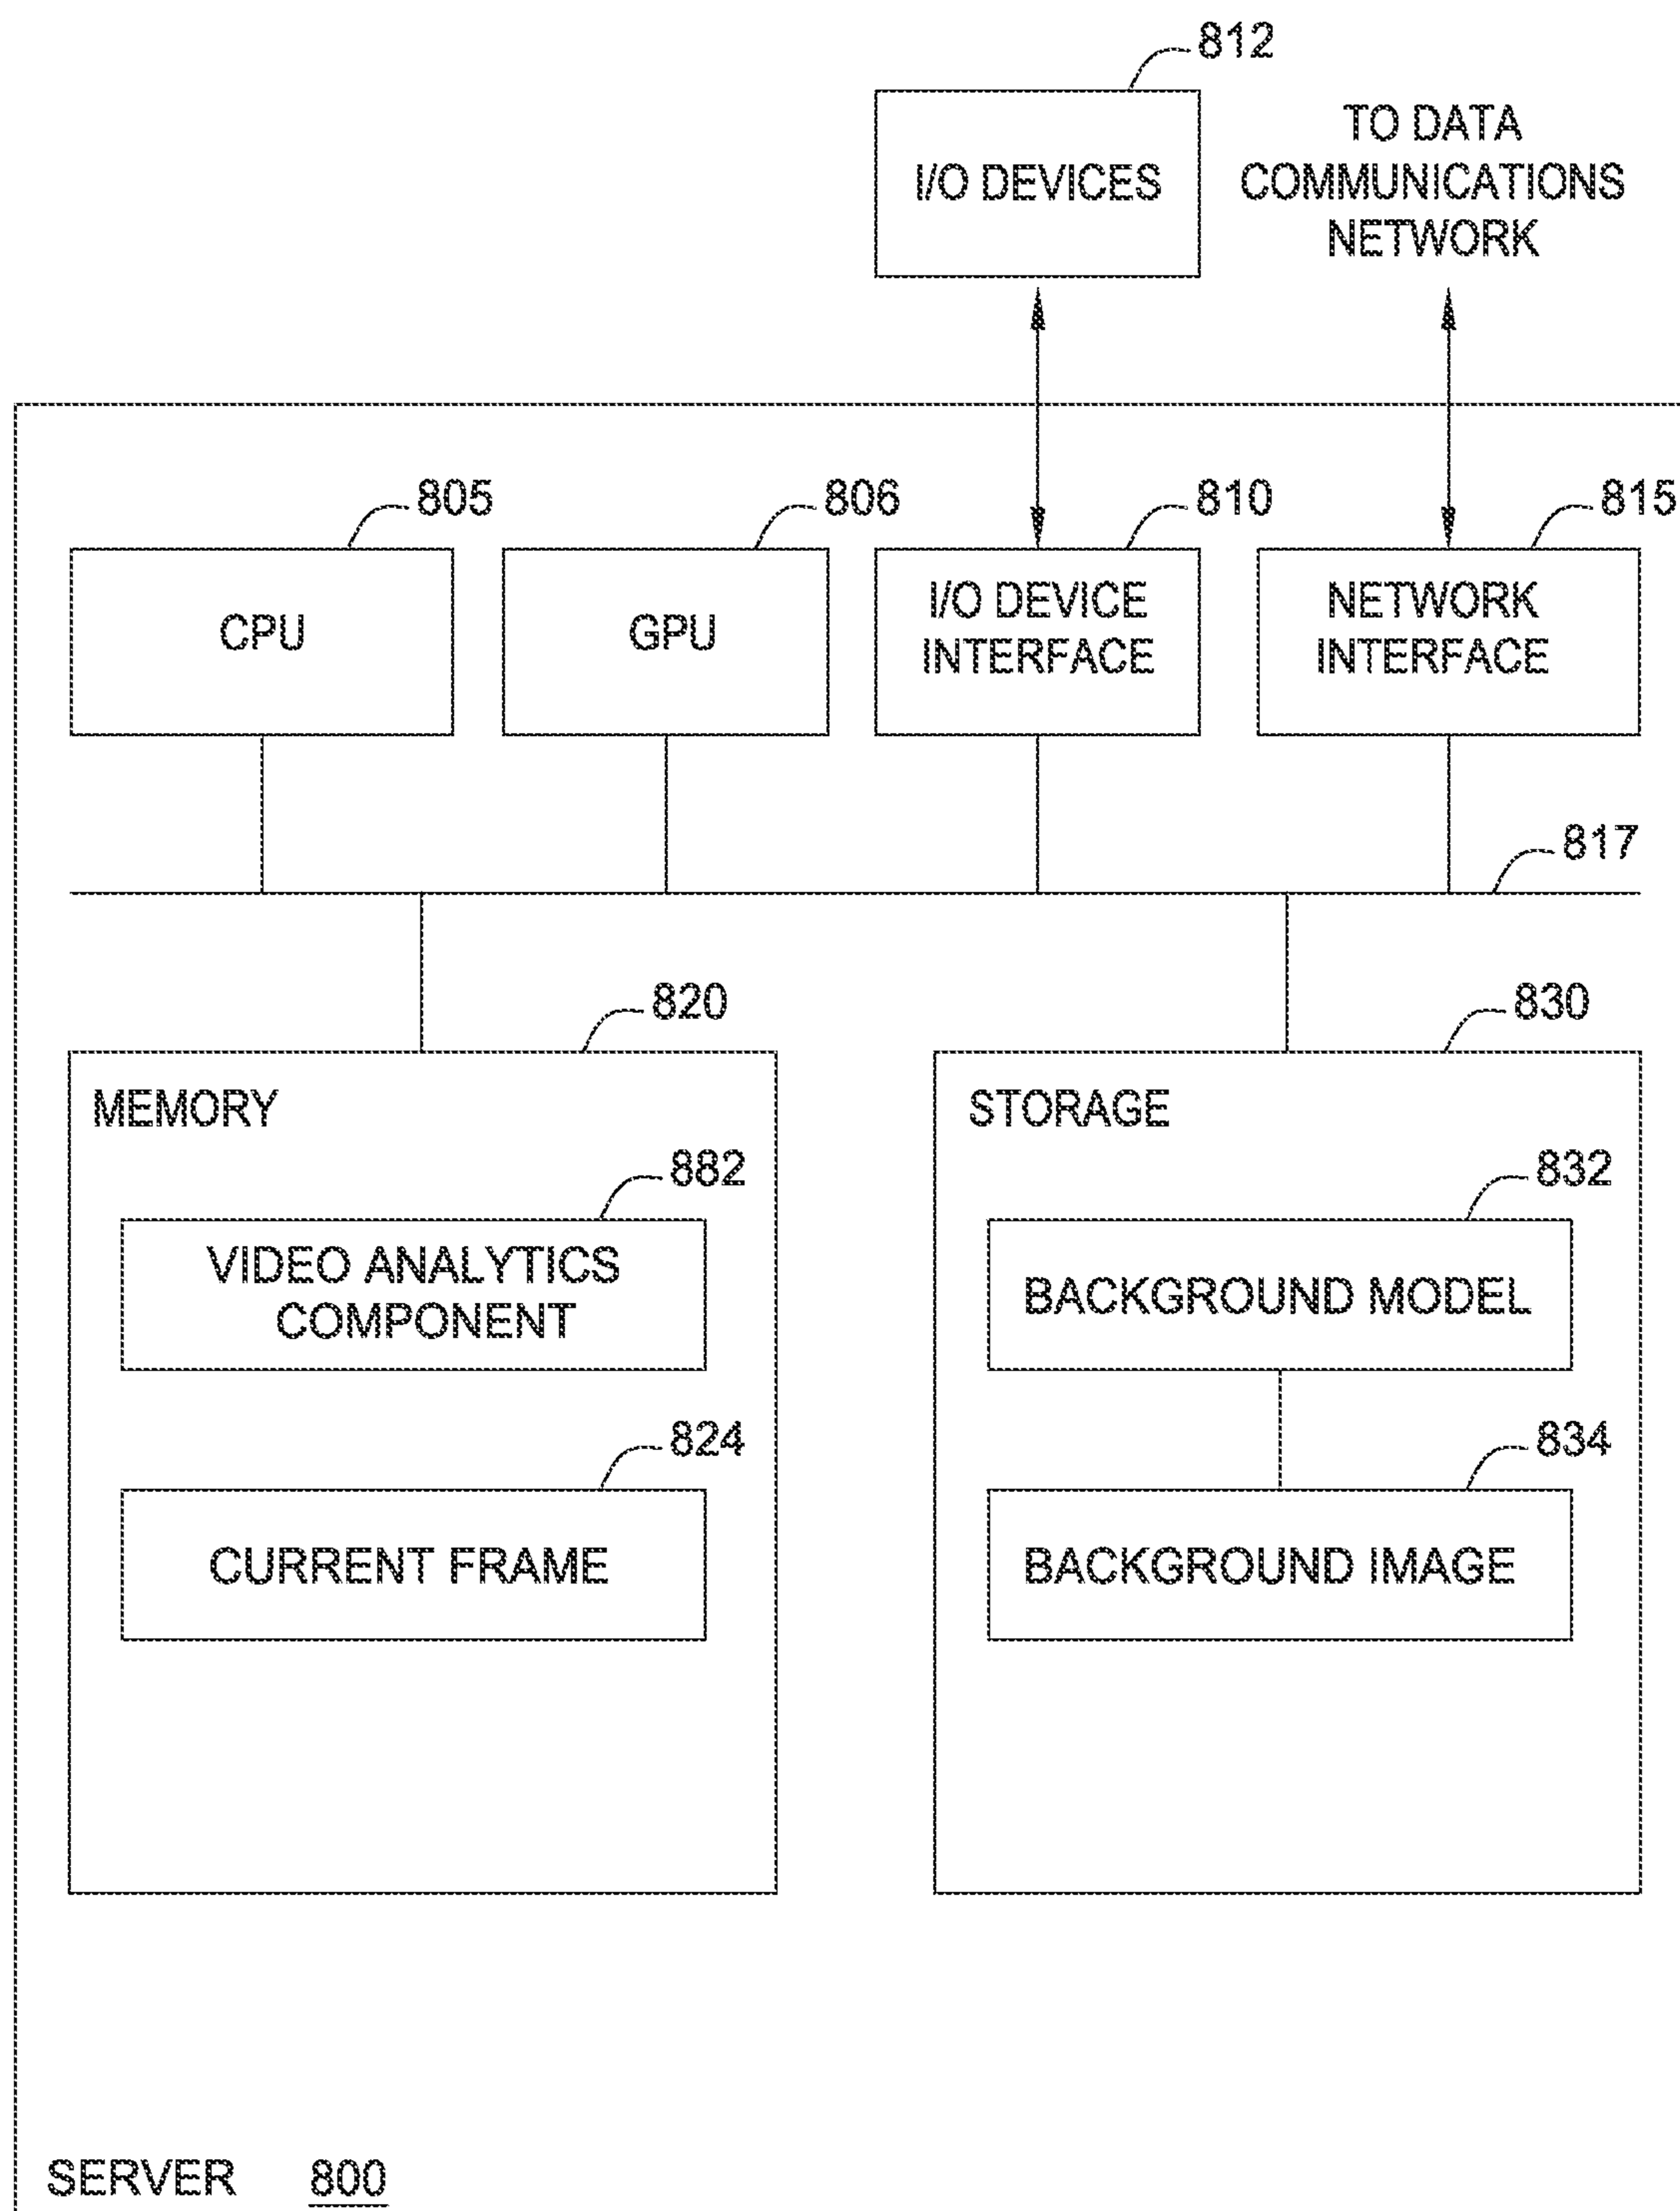 812
I/O DEVICES
TO DATA
COMMUNICATIONS
NETWORK
805
806
810
815
CPU
GPU
I/O DEVICE
INTERFACE
NETWORK
INTERFACE
817
820
830
MEMORY
STORAGE
882
832
VIDEO ANALYTICS
COMPONENT
BACKGROUND MODEL
824
834
CURRENT FRAME
BACKGROUND IMAGE
SERVER 800